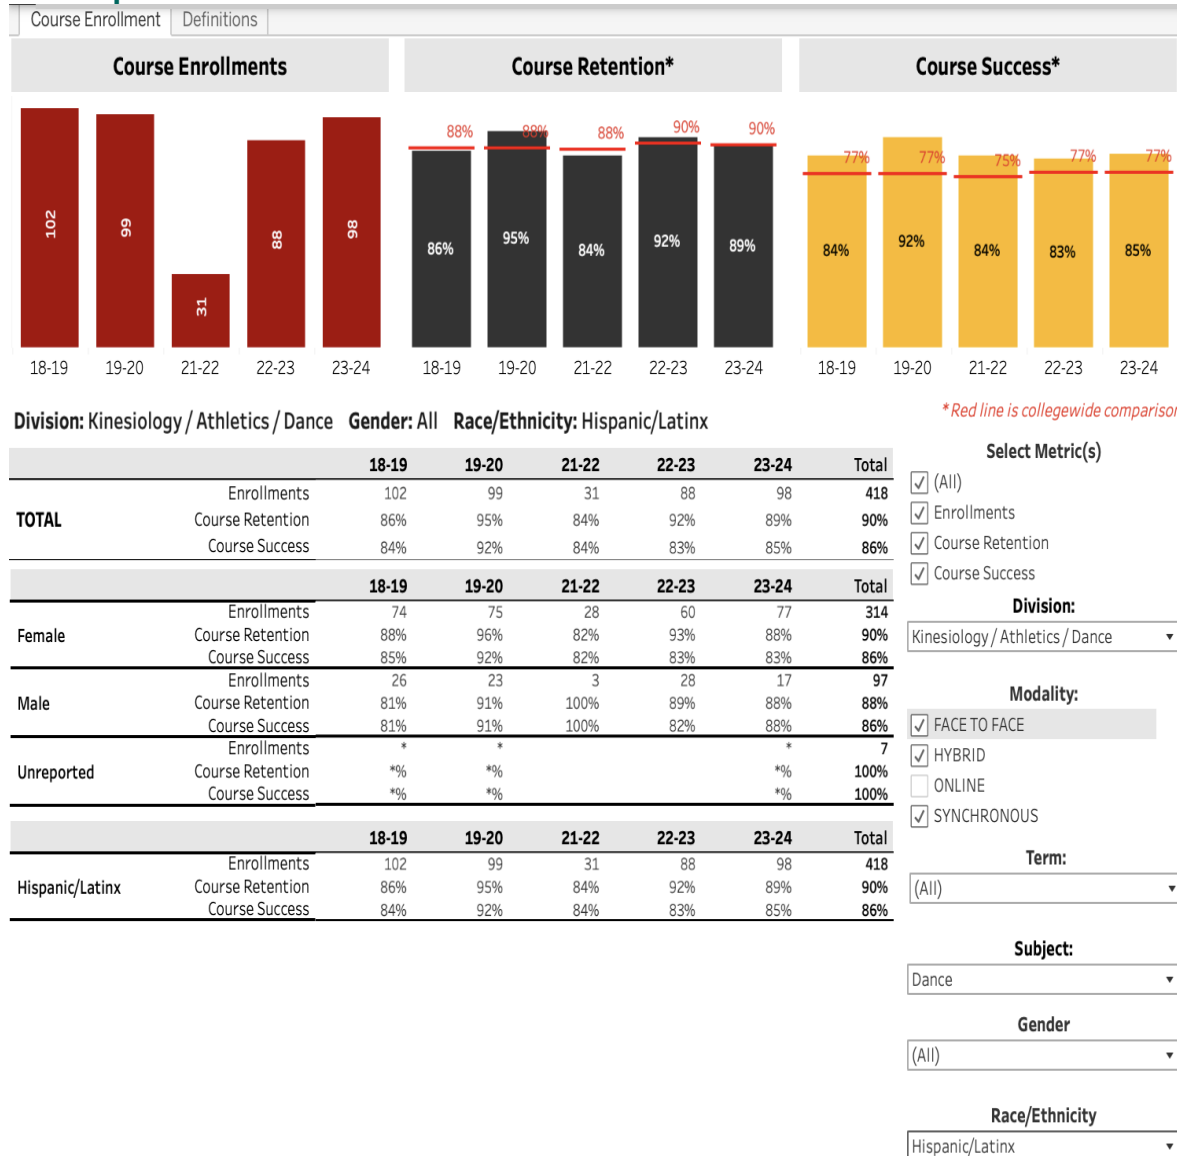 Course Enrollment Definitions
Course Enrollments Course Retention* Course Success*
102 99 31 88 98
88% 88% 88% 90% 90%
86% 95% 84% 92% 89%
77% 77% 75% 77% 77%
84% 92% 84% 83% 85%
18-19 19-20 21-22 22-23 23-24 18-19 19-20 21-22 22-23 23-24 18-19 19-20 21-22 22-23 23-24
* Red line is collegewide comparison
Division: Kinesiology / Athletics / Dance Gender: All Race/Ethnicity: Hispanic/Latinx
18-19 19-20 21-22 22-23 23-24 Total
Enrollments 102 99 31 88 98 418
TOTAL Course Retention 86% 95% 84% 92% 89% 90%
Course Success 84% 92% 84% 83% 85% 86%
18-19 19-20 21-22 22-23 23-24 Total
Enrollments 74 75 28 60 77 314
Female Course Retention 88% 96% 82% 93% 88% 90%
Course Success 85% 92% 82% 83% 83% 86%
Enrollments 26 23 3 28 17 97
Male Course Retention 81% 91% 100% 89% 88% 88%
Course Success 81% 91% 100% 82% 88% 86%
Enrollments * * * 7
Unreported Course Retention *% *% *% 100%
Course Success *% *% *% 100%
18-19 19-20 21-22 22-23 23-24 Total
Enrollments 102 99 31 88 98 418
Hispanic/Latinx Course Retention 86% 95% 84% 92% 89% 90%
Course Success 84% 92% 84% 83% 85% 86%
Select Metric(s)
(All)
Enrollments
Course Retention
Course Success
Division:
Kinesiology / Athletics / Dance
Modality:
FACE TO FACE
HYBRID
ONLINE
SYNCHRONOUS
Term:
(All)
Subject:
Dance
Gender
(All)
Race/Ethnicity
Hispanic/Latinx